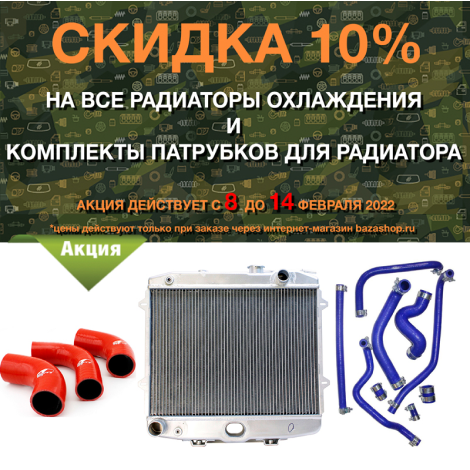 СКИДКА 10%
НА ВСЕ РАДИАТОРЫ ОХЛАЖДЕНИЯ
И
КОМПЛЕКТЫ ПАТРУБКОВ ДЛЯ РАДИАТОРА
АКЦИЯ ДЕЙСТВУЕТ С 8 ДО 14 ФЕВРАЛЯ 2022
*цены действуют только при заказе через интернет-магазин bazashop.ru
Акция